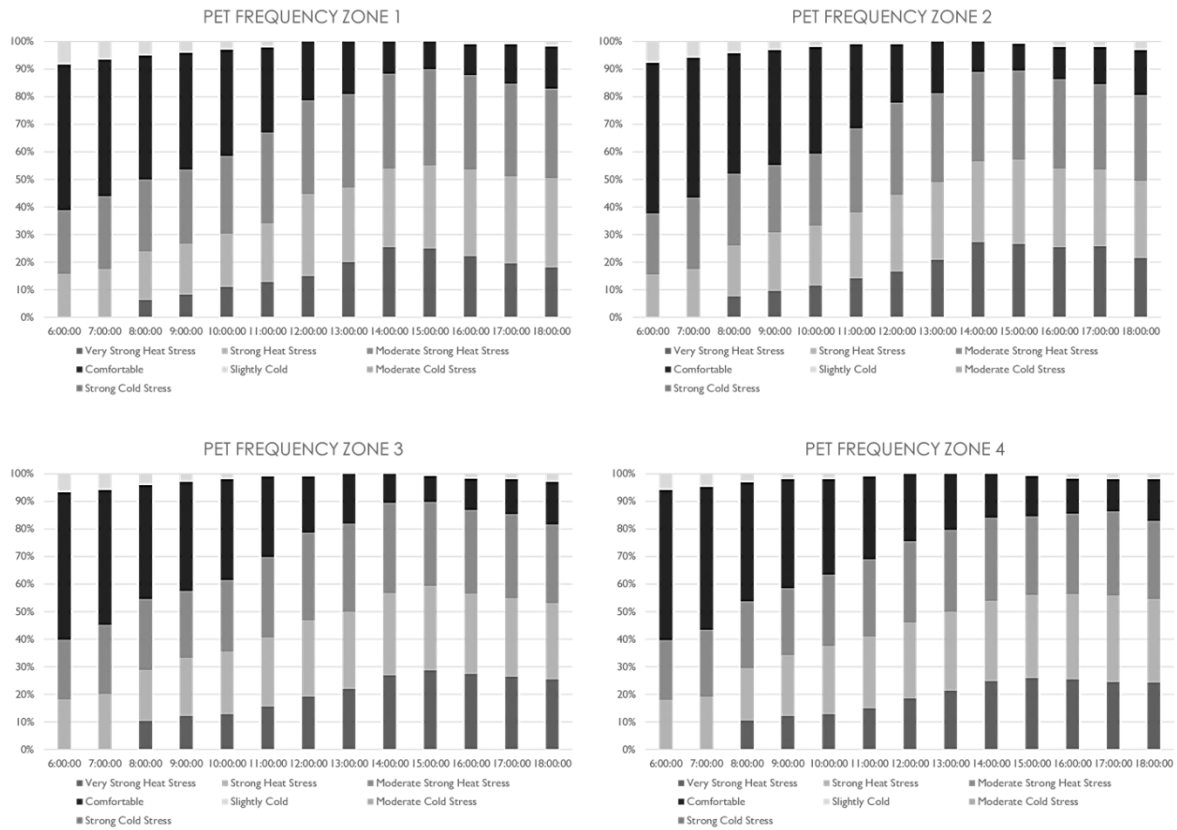 PET FREQUENCY ZONE 1
100%
90%
80%
70%
60%
50%
40%
30%
20%
10%
0%
6:00:00 7:00:00 8:00:00 9:00:00 10:00:00 11:00:00 12:00:00 13:00:00 14:00:00 15:00:00 16:00:00 17:00:00 18:00:00
Very Strong Heat Stress Strong Heat Stress Moderate Strong Heat Stress
Comfortable Slightly Cold Moderate Cold Stress
Strong Cold Stress
PET FREQUENCY ZONE 2
100%
90%
80%
70%
60%
50%
40%
30%
20%
10%
0%
6:00:00 7:00:00 8:00:00 9:00:00 10:00:00 11:00:00 12:00:00 13:00:00 14:00:00 15:00:00 16:00:00 17:00:00 18:00:00
Very Strong Heat Stress Strong Heat Stress Moderate Strong Heat Stress
Comfortable Slightly Cold Moderate Cold Stress
Strong Cold Stress
PET FREQUENCY ZONE 3
100%
90%
80%
70%
60%
50%
40%
30%
20%
10%
0%
6:00:00 7:00:00 8:00:00 9:00:00 10:00:00 11:00:00 12:00:00 13:00:00 14:00:00 15:00:00 16:00:00 17:00:00 18:00:00
Very Strong Heat Stress Strong Heat Stress Moderate Strong Heat Stress
Comfortable Slightly Cold Moderate Cold Stress
Strong Cold Stress
PET FREQUENCY ZONE 4
100%
90%
80%
70%
60%
50%
40%
30%
20%
10%
0%
6:00:00 7:00:00 8:00:00 9:00:00 10:00:00 11:00:00 12:00:00 13:00:00 14:00:00 15:00:00 16:00:00 17:00:00 18:00:00
Very Strong Heat Stress Strong Heat Stress Moderate Strong Heat Stress
Comfortable Slightly Cold Moderate Cold Stress
Strong Cold Stress